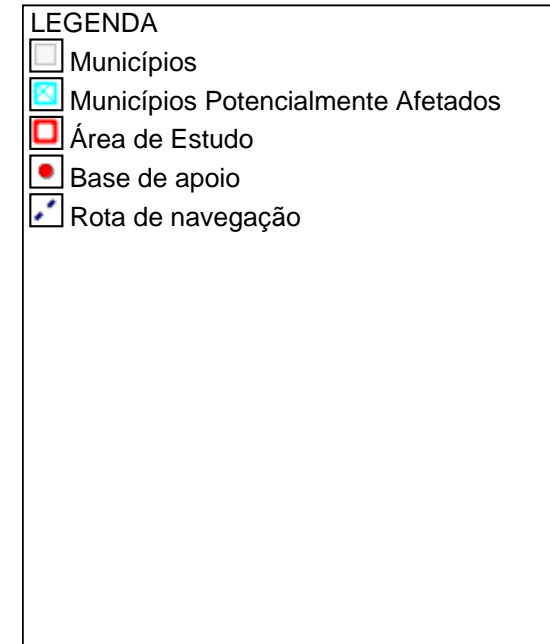 LEGENDA
Municípios
Municípios Potencialmente Afetados
Área de Estudo
Base de apoio
Rota de navegação